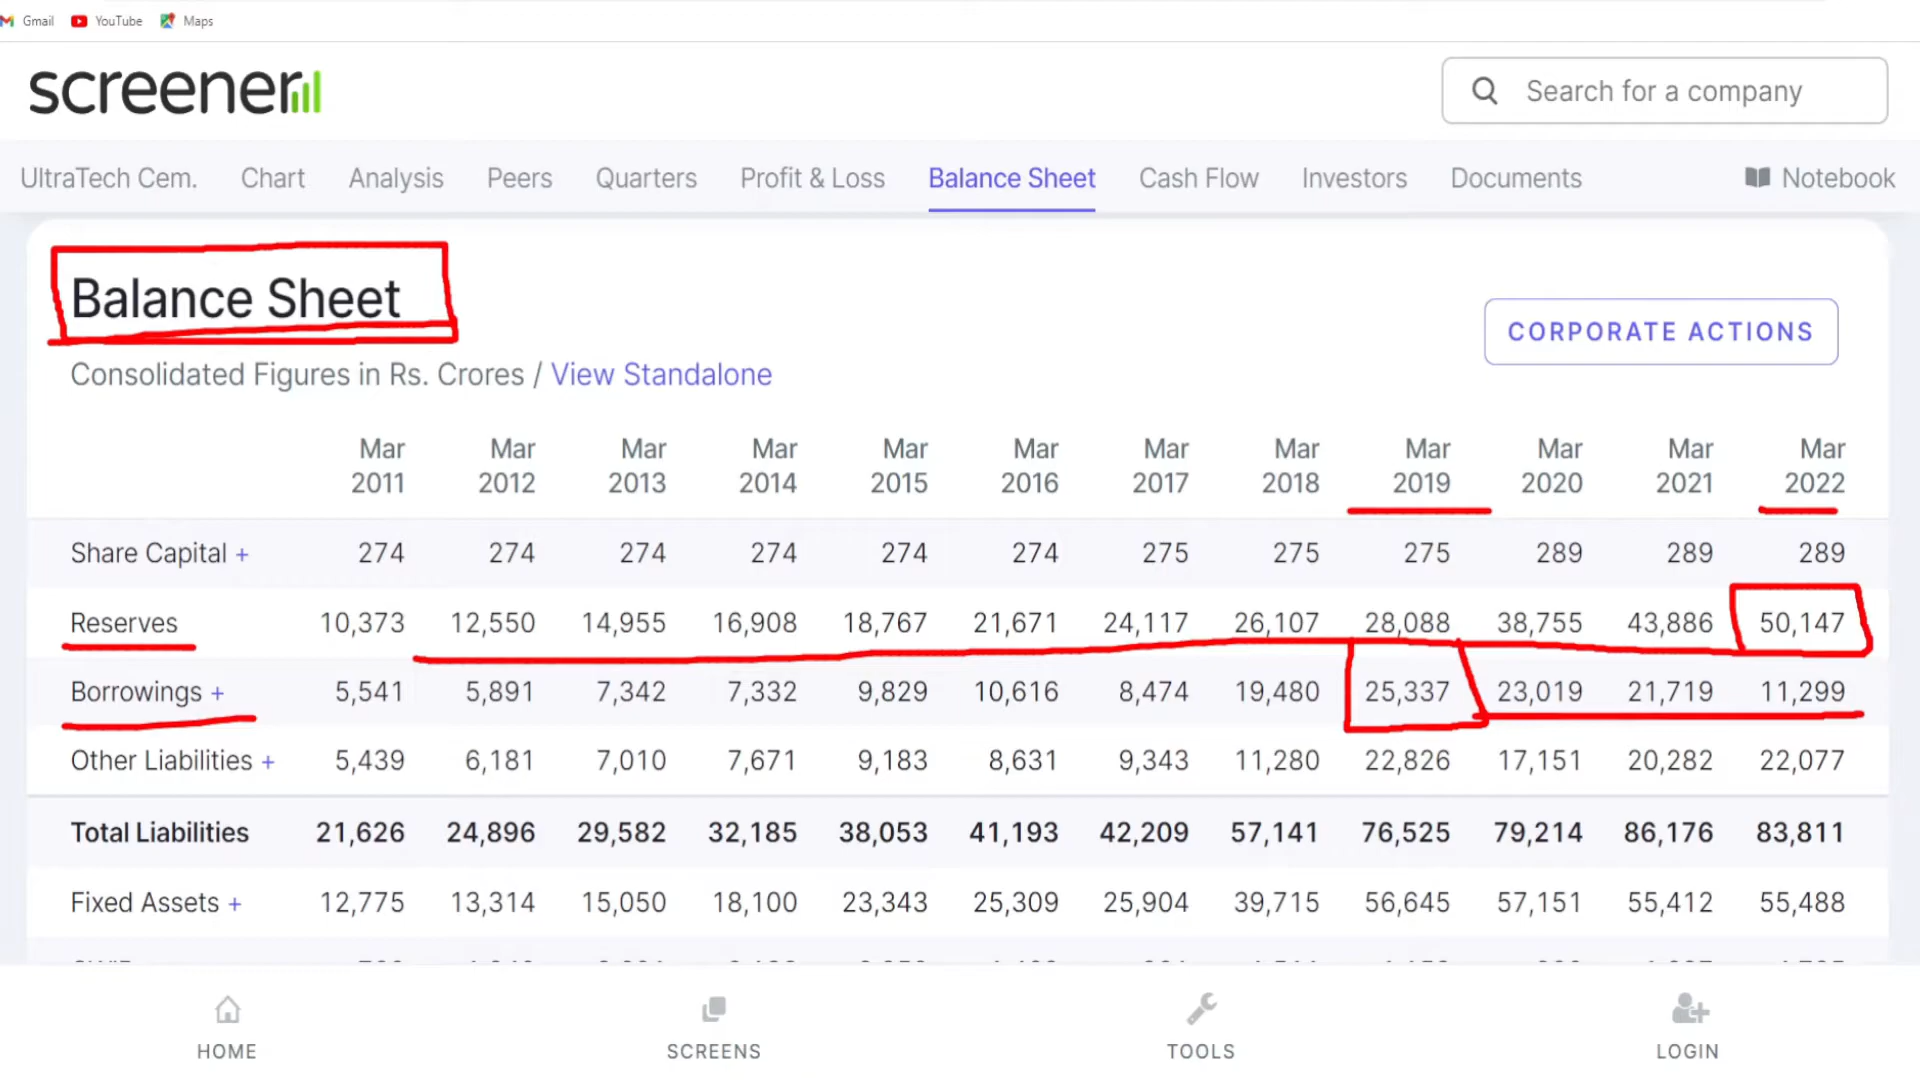 Gmail YouTube Maps
screener
Search for a company
UltraTech Cem. Chart Analysis Peers Quarters Profit & Loss Balance Sheet Cash Flow Investors Documents Notebook
Balance Sheet
CORPORATE ACTIONS
Consolidated Figures in Rs. Crores / View Standalone
Mar Mar Mar Mar Mar Mar Mar Mar Mar Mar Mar Mar
2011 2012 2013 2014 2015 2016 2017 2018 2019 2020 2021 2022
Share Capital + 274 274 274 274 274 274 275 275 275 289 289 289
Reserves 10,373 12,550 14,955 16,908 18,767 21,671 24,117 26,107 28,088 38,755 43,886 50,147
Borrowings + 5,541 5,891 7,342 7,332 9,829 10,616 8,474 19,480 25,337 23,019 21,719 11,299
Other Liabilities + 5,439 6,181 7,010 7,671 9,183 8,631 9,343 11,280 22,826 17,151 20,282 22,077
Total Liabilities 21,626 24,896 29,582 32,185 38,053 41,193 42,209 57,141 76,525 79,214 86,176 83,811
Fixed Assets + 12,775 13,314 15,050 18,100 23,343 25,309 25,904 39,715 56,645 57,151 55,412 55,488
HOME SCREENS TOOLS LOGIN